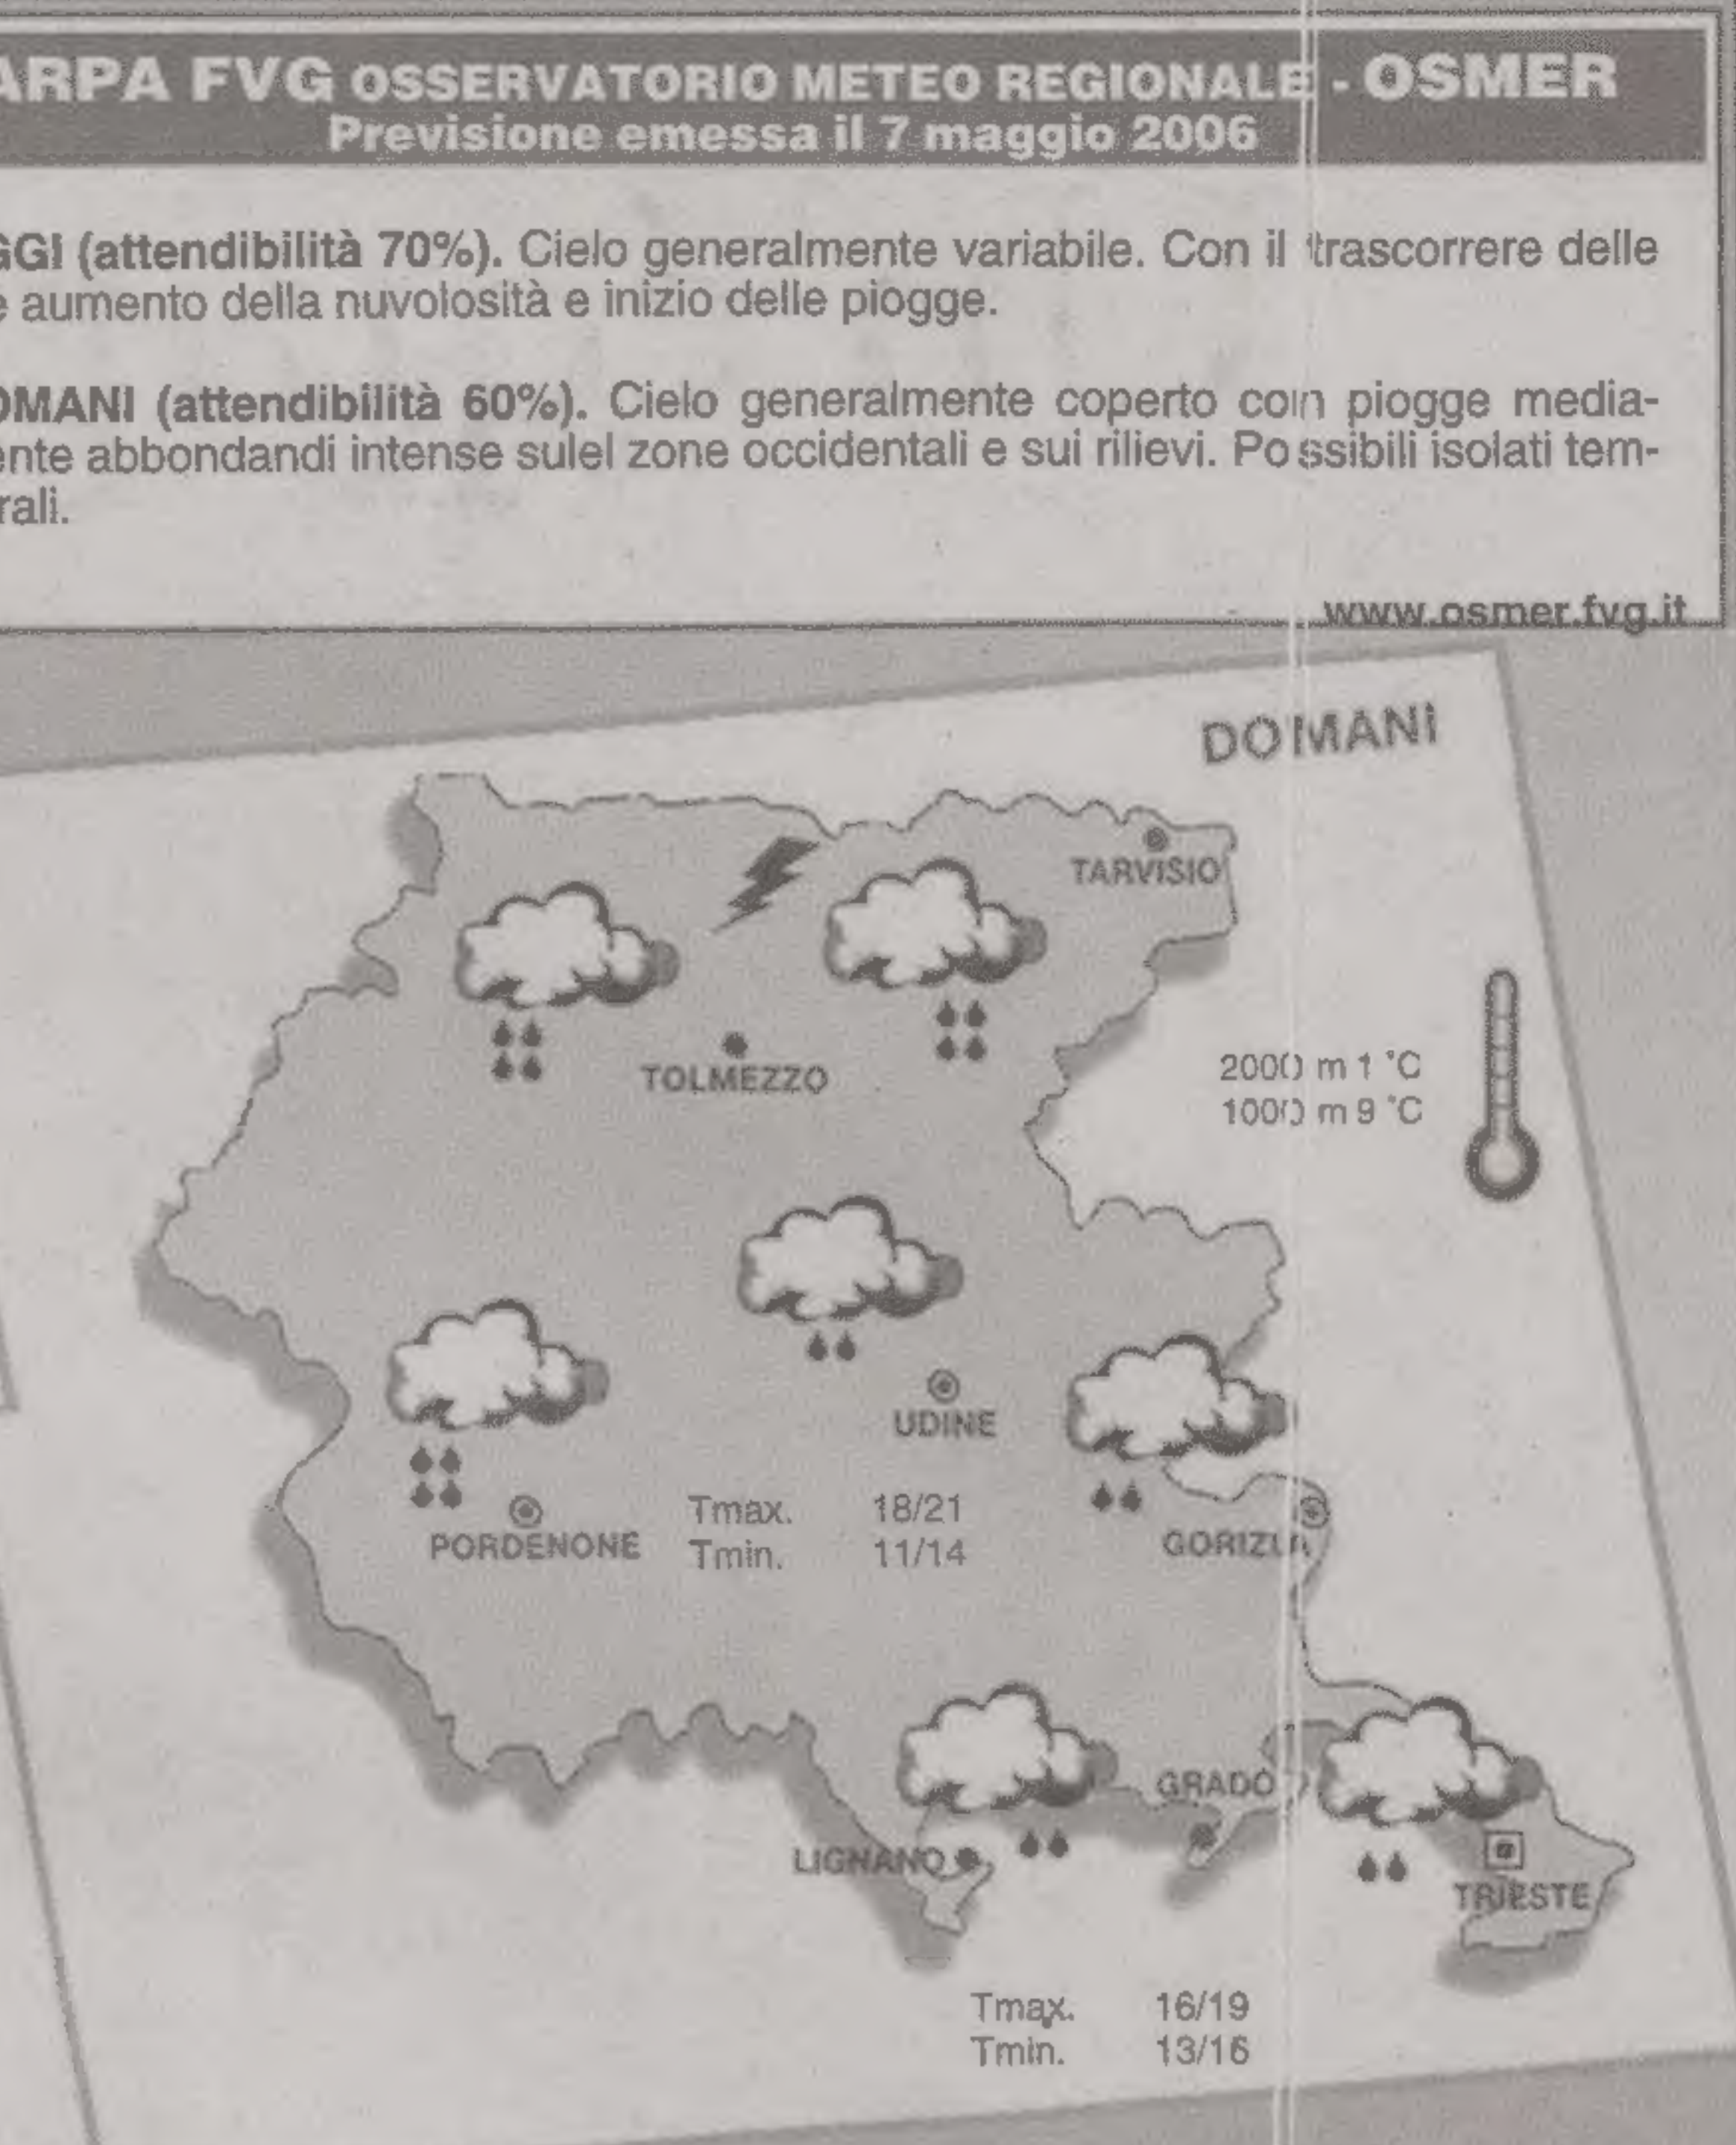 ARPA FVG OSSERVATORIO METEO REGIONALE - OSMER
Previsione emessa il 7 maggio 2006
GGI (attendibilità 70%). Cielo generalmente variabile. Con il trascorrere delle
e aumento della nuvolosità e inizio delle piogge.
OMANI (attendibilità 60%). Cielo generalmente coperto con piogge media-
ente abbondandi intense sulel zone occidentali e sui rilievi. Possibili isolati tem-
rali.
www.osmer.fvg.it
DOMANI
TARVISIO
TOLMEZZO
2000 m 1 °C
1000 m 9 °C
UDINE
PORDENONE
Tmax. 18/21
Tmin. 11/14
GORIZIA
GRADO
LIGNANO
TRIESTE
Tmax. 16/19
Tmin. 13/16